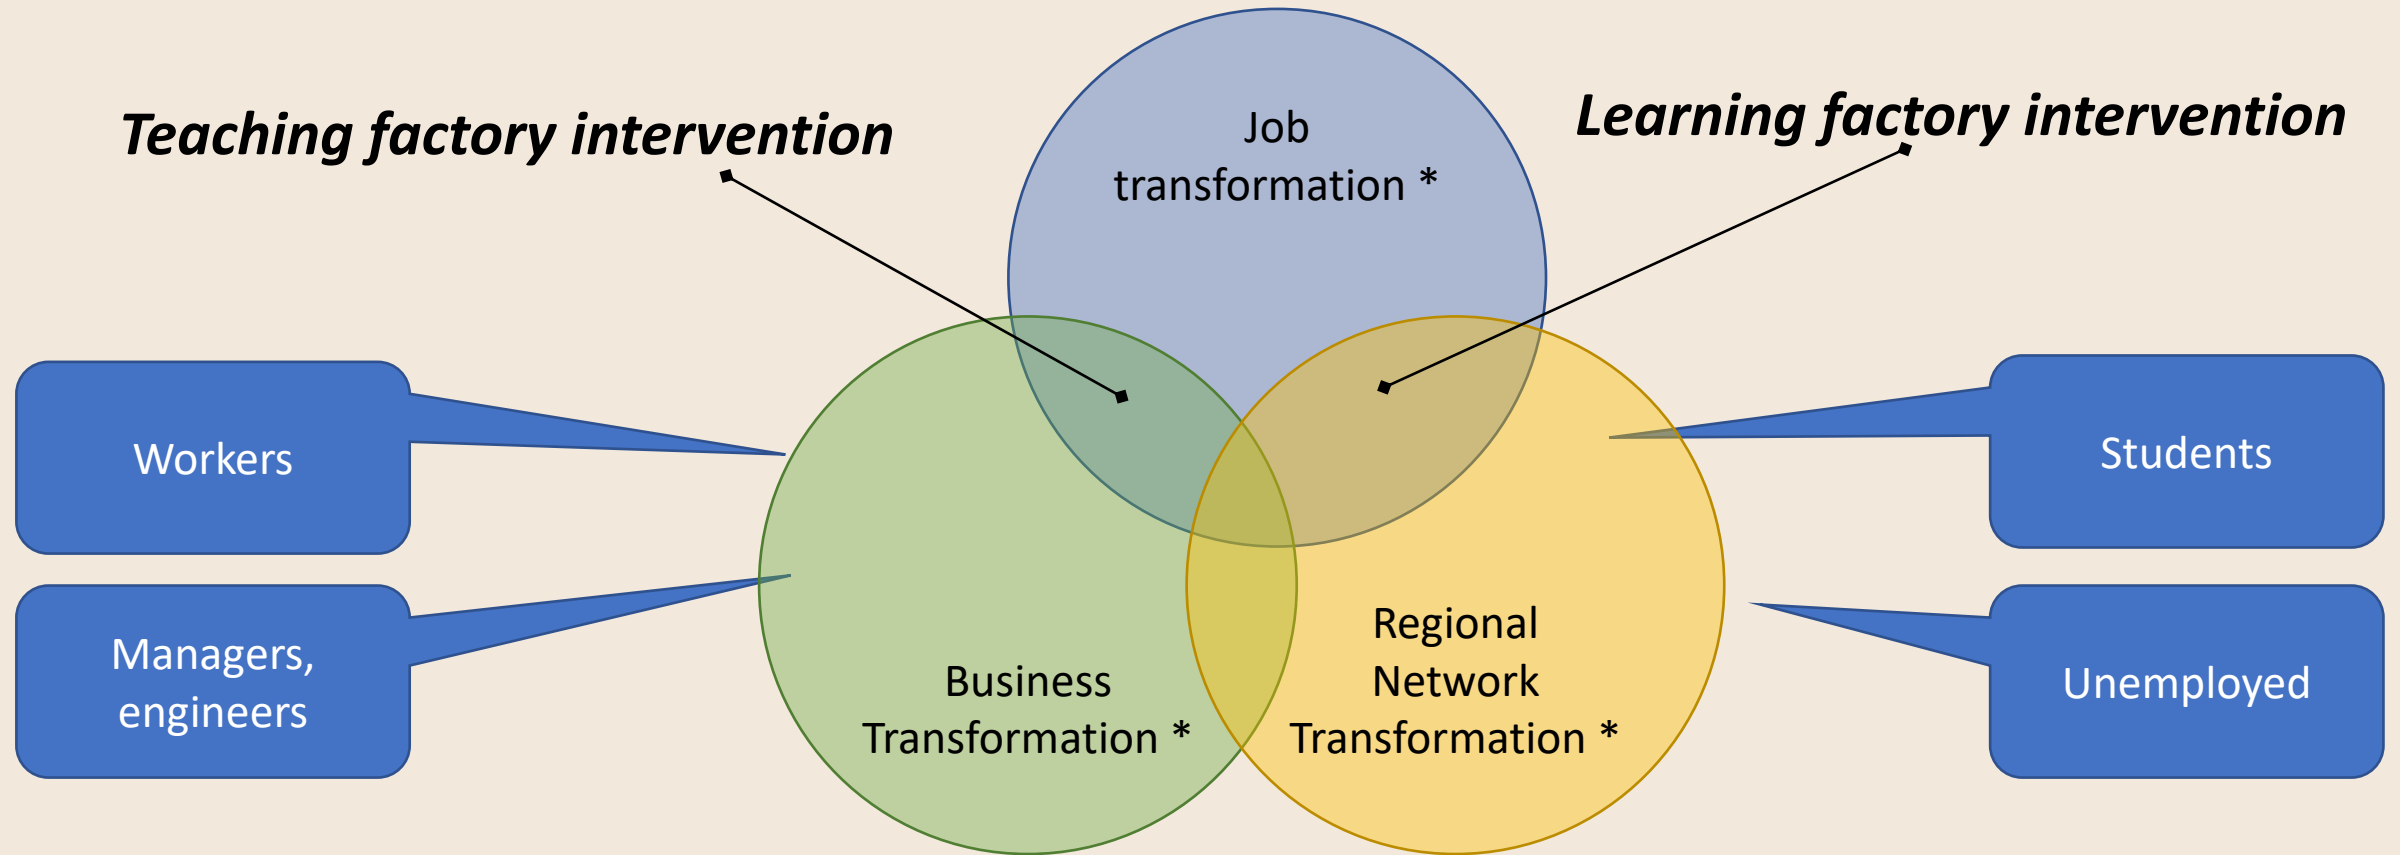 Teaching factory intervention
Learning factory intervention
Job
transformation *
Workers
Students
Managers,
engineers
Business
Transformation *
Regional
Network
Transformation *
Unemployed